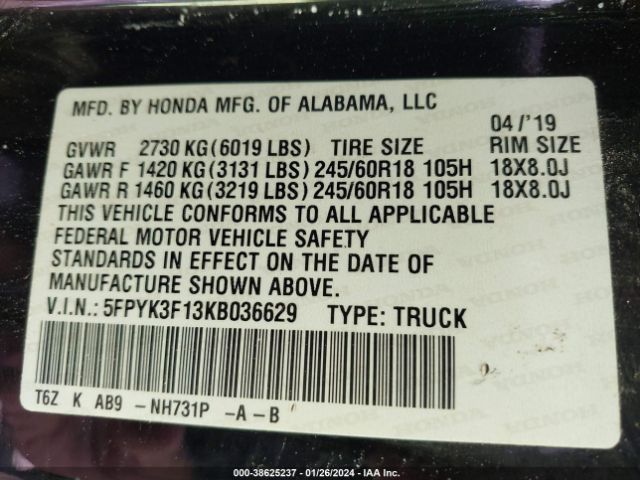 MFD. BY HONDA MFG. OF ALABAMA, LLC
04/'19
GVWR 2730 KG(6019 LBS) TIRE SIZE RIM SIZE
GAWR F 1420 KG(3131 LBS) 245/60R18 105H 18X8.0J
GAWR R 1460 KG(3219 LBS) 245/60R18 105H 18X8.0J
THIS VEHICLE CONFORMS TO ALL APPLICABLE
FEDERAL MOTOR VEHICLE SAFETY
STANDARDS IN EFFECT ON THE DATE OF
MANUFACTURE SHOWN ABOVE.
V.I.N.: 5FPYK3F13KB036629 TYPE: TRUCK
T6Z K AB9 -NH731P -A-B
000-38625237 - 01/26/2024 - IAA Inc.